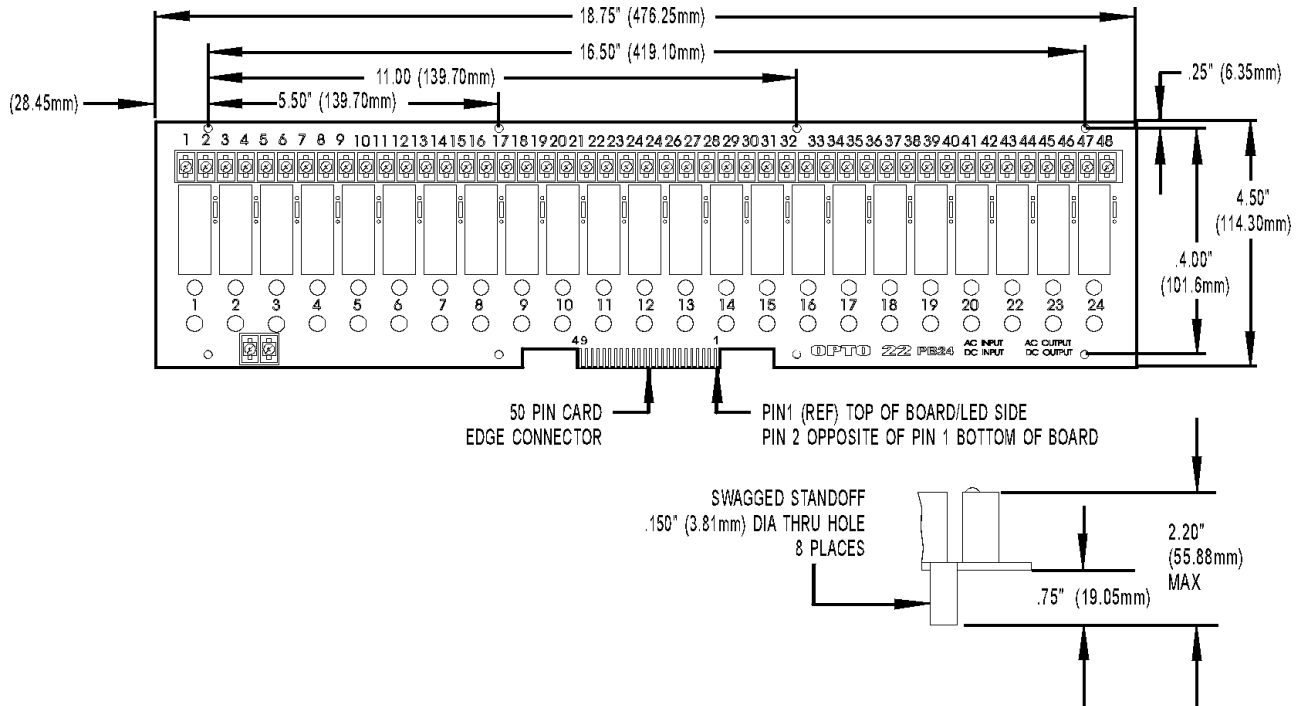 18.75" (476.25mm)
16.50" (419.10mm)
11.00 (139.70mm)
.25" (6.35mm)
(28.45mm)
5.50" (139.70mm)
1 2 3 4 5 6 7 8 9 10 11 12 13 14 15 16 17 18 19 20 21 22 23 24 24 26 27 28 29 30 31 32 33 34 35 36 37 38 39 40 41 42 43 44 45 46 47 48
4.50"
(114.30mm)
.4.00"
(101.6mm)
1 2 3 4 5 6 7 8 9 10 11 12 13 14 15 16 17 18 19 20 22 23 24
49 1
OPTO 22 PB24
AC INPUT AC OUTPUT
DC INPUT DC OUTPUT
50 PIN CARD
EDGE CONNECTOR
PIN1 (REF) TOP OF BOARD/LED SIDE
PIN 2 OPPOSITE OF PIN 1 BOTTOM OF BOARD
SWAGGED STANDOFF
.150" (3.81mm) DIA THRU HOLE
8 PLACES
2.20"
(55.88mm)
MAX
.75" (19.05mm)